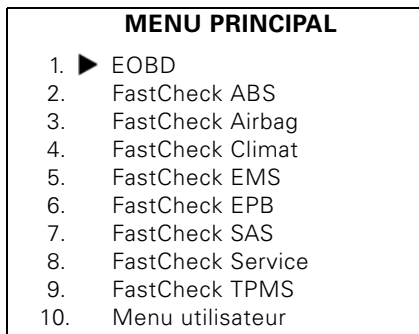 MENU PRINCIPAL
1. ▶ EOBD
2. FastCheck ABS
3. FastCheck Airbag
4. FastCheck Climat
5. FastCheck EMS
6. FastCheck EPB
7. FastCheck SAS
8. FastCheck Service
9. FastCheck TPMS
10. Menu utilisateur